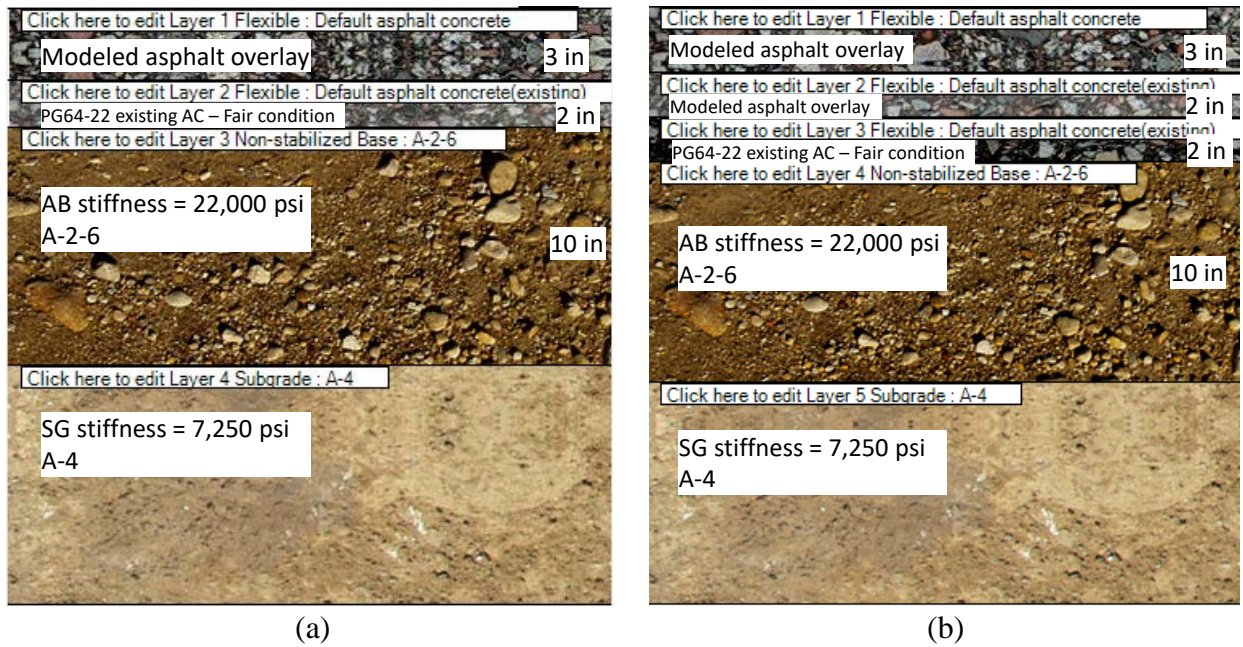 Click here to edit Layer 1 Flexible : Default asphalt concrete
Modeled asphalt overlay
3 in
Click here to edit Layer 2 Flexible : Default asphalt concrete(existing)
PG64-22 existing AC – Fair condition
2 in
Click here to edit Layer 3 Non-stabilized Base : A-2-6
AB stiffness = 22,000 psi
A-2-6
10 in
Click here to edit Layer 4 Subgrade : A-4
SG stiffness = 7,250 psi
A-4
(a)
Click here to edit Layer 1 Flexible : Default asphalt concrete
Modeled asphalt overlay
3 in
Click here to edit Layer 2 Flexible : Default asphalt concrete(existing)
Modeled asphalt overlay
2 in
Click here to edit Layer 3 Flexible : Default asphalt concrete(existing)
PG64-22 existing AC – Fair condition
2 in
Click here to edit Layer 4 Non-stabilized Base : A-2-6
AB stiffness = 22,000 psi
A-2-6
10 in
Click here to edit Layer 5 Subgrade : A-4
SG stiffness = 7,250 psi
A-4
(b)